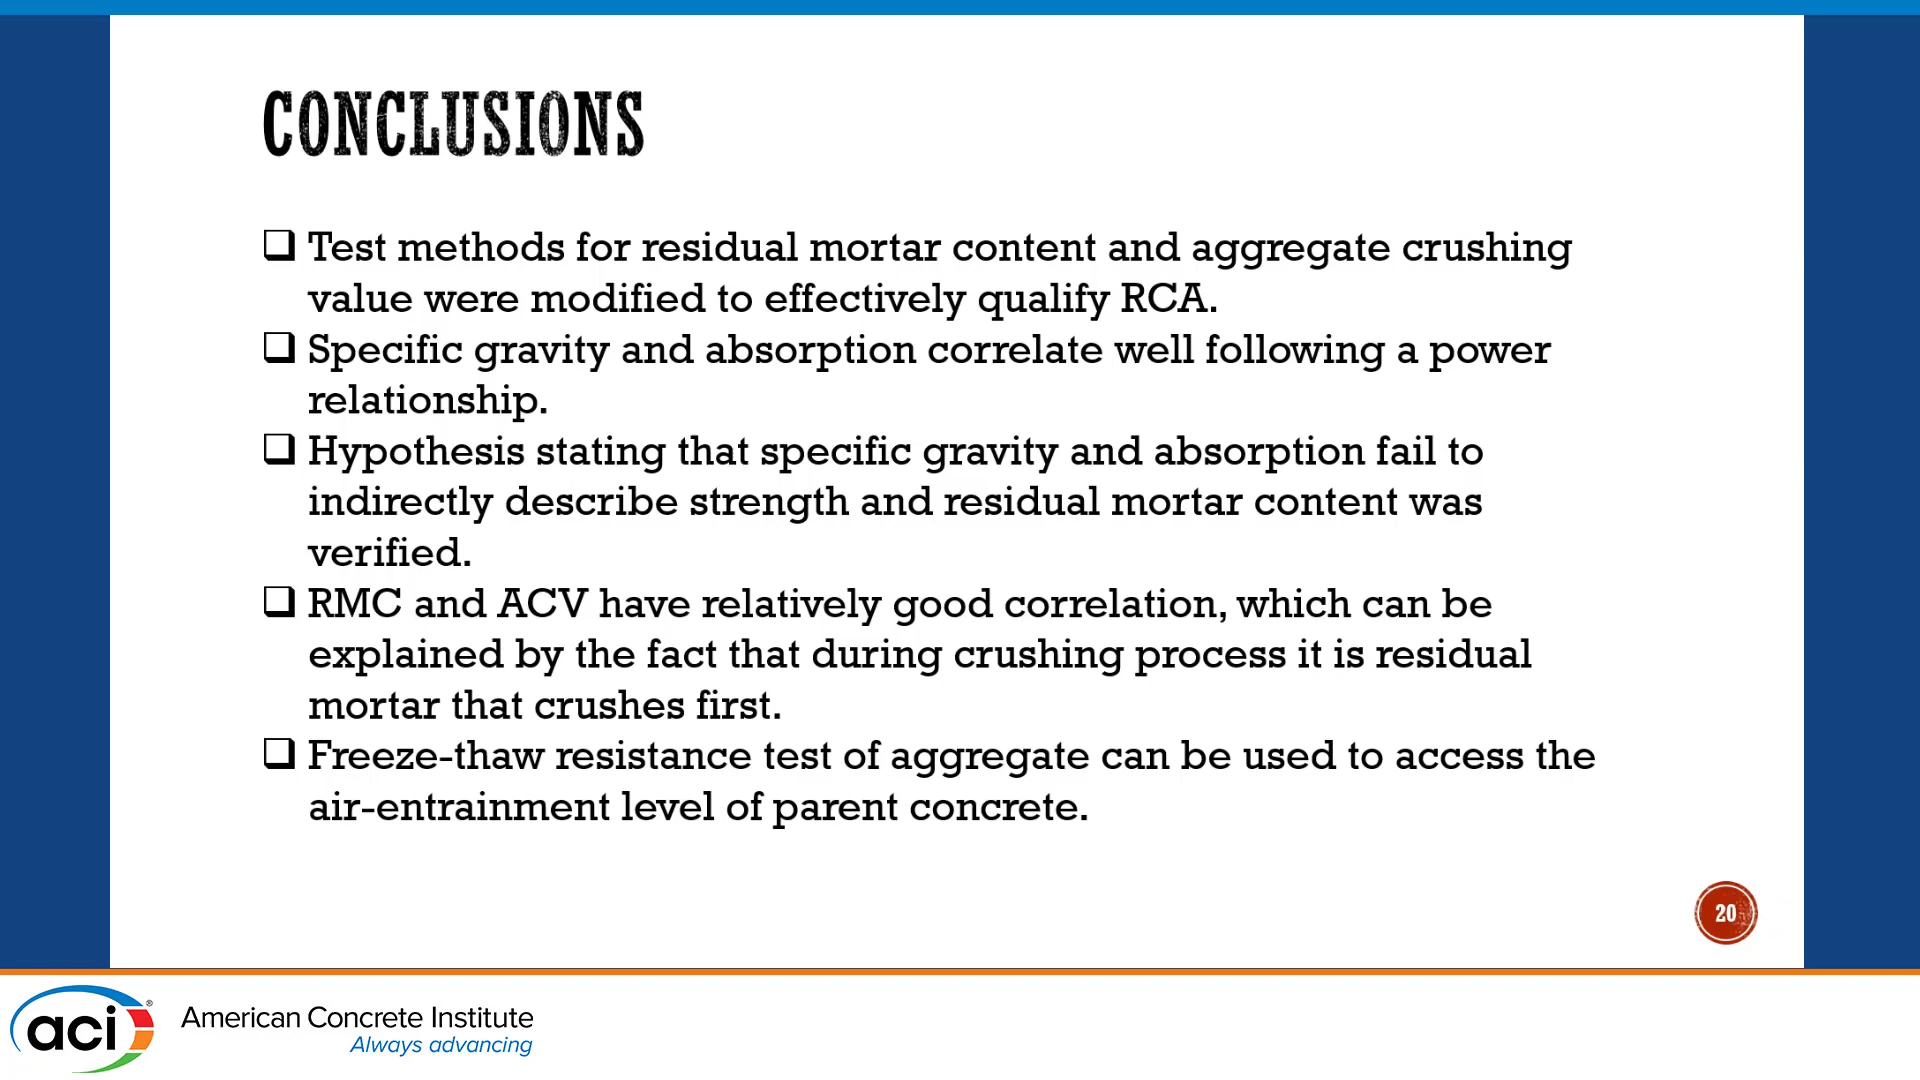 CONCLUSIONS
Test methods for residual mortar content and aggregate crushing
value were modified to effectively qualify RCA.
Specific gravity and absorption correlate well following a power
relationship.
Hypothesis stating that specific gravity and absorption fail to
indirectly describe strength and residual mortar content was
verified.
RMC and ACV have relatively good correlation, which can be
explained by the fact that during crushing process it is residual
mortar that crushes first.
Freeze-thaw resistance test of aggregate can be used to access the
air-entrainment level of parent concrete.
20
aci®
American Concrete Institute
Always advancing